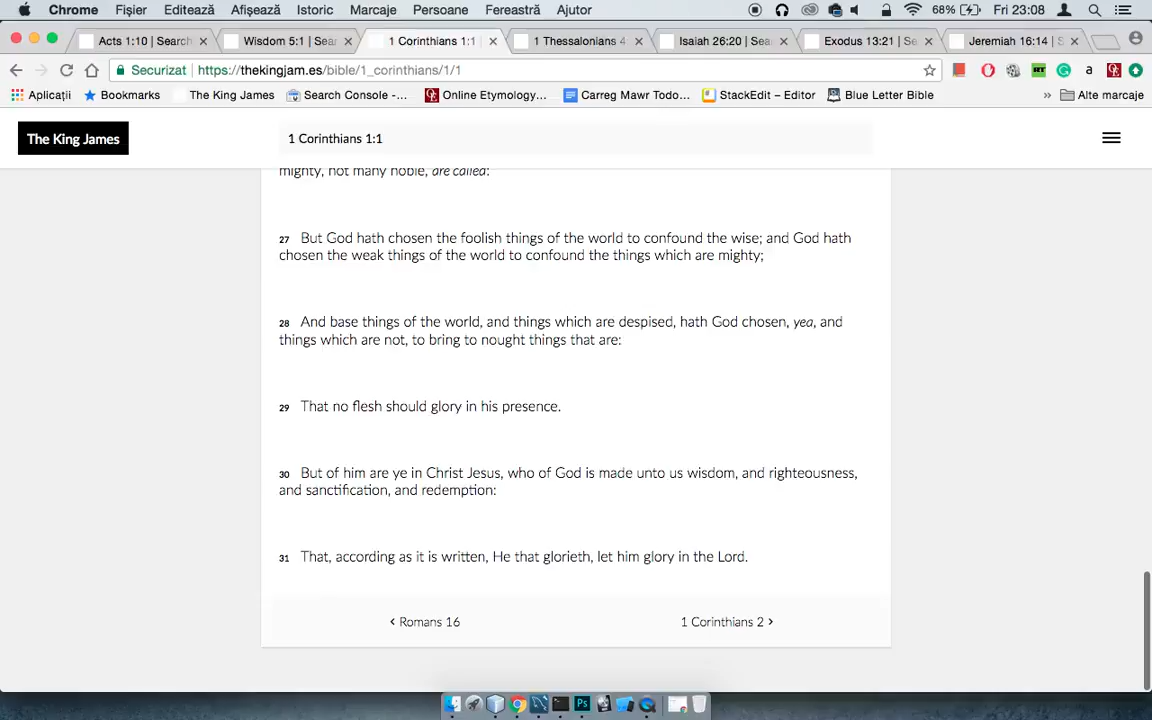 Chrome Fișier Editează Afișează Istoric Marcaje Persoane Fereastră Ajutor 68% Fri 23:08
Acts 1:10 | Search Wisdom 5:1 | Sear 1 Corinthians 1:1 1 Thessalonians 4 Isaiah 26:20 | Sea Exodus 13:21 | Se Jeremiah 16:14 | S
Securizat https://thekingjam.es/bible/1_corinthians/1/1
Aplicații Bookmarks The King James Search Console -... Online Etymology... Carreg Mawr Todo... StackEdit – Editor Blue Letter Bible » Alte marcaje
The King James 1 Corinthians 1:1
mighty, not many noble, are called:
27 But God hath chosen the foolish things of the world to confound the wise; and God hath
chosen the weak things of the world to confound the things which are mighty;
28 And base things of the world, and things which are despised, hath God chosen, yea, and
things which are not, to bring to nought things that are:
29 That no flesh should glory in his presence.
30 But of him are ye in Christ Jesus, who of God is made unto us wisdom, and righteousness,
and sanctification, and redemption:
31 That, according as it is written, He that glorieth, let him glory in the Lord.
‹ Romans 16 1 Corinthians 2 ›